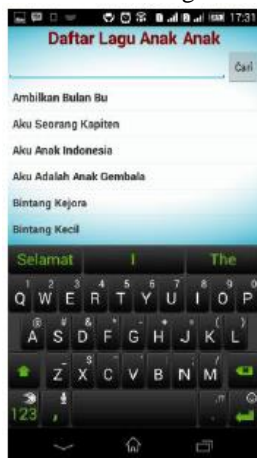 17:31
Daftar Lagu Anak Anak
Cari
Ambilkan Bulan Bu
Aku Seorang Kapiten
Aku Anak Indonesia
Aku Adalah Anak Gembala
Bintang Kejora
Bintang Kecil
Selamat I The
1 2 3 4 5 6 7 8 9 0
Q W E R T Y U I O P
A S D F G H J K L
Z X C V B N M
123 ,